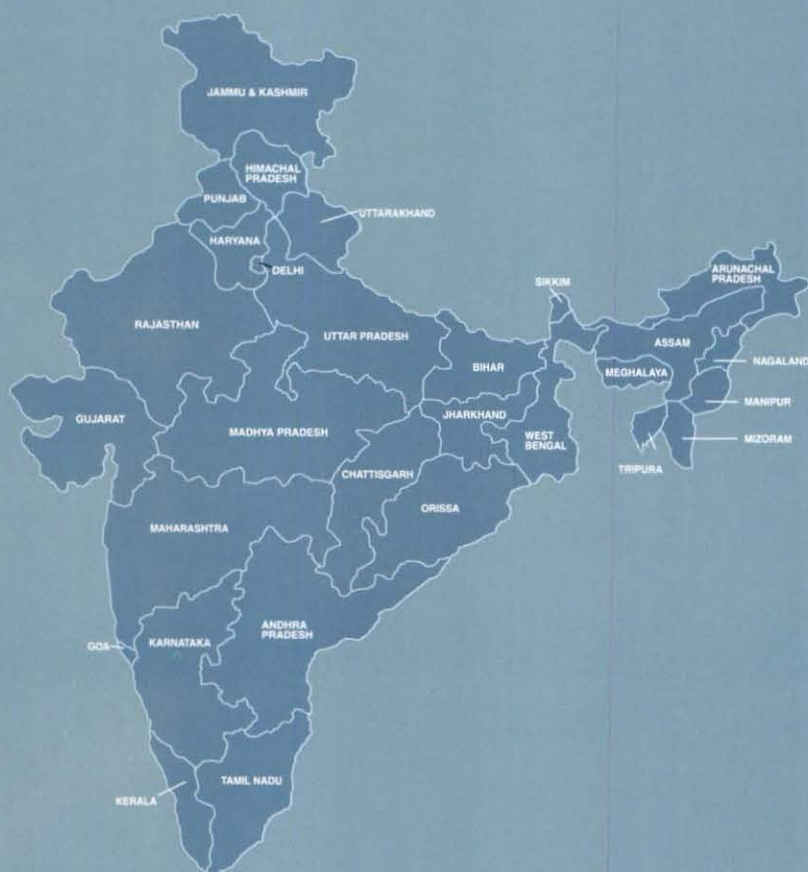 JAMMU & KASHMIR
HIMACHAL
PRADESH
PUNJAB
UTTARAKHAND
HARYANA
DELHI
SIKKIM
ARUNACHAL
PRADESH
RAJASTHAN
UTTAR PRADESH
ASSAM
BIHAR
NAGALAND
MEGHALAYA
MANIPUR
GUJARAT
JHARKHAND
MADHYA PRADESH
WEST
BENGAL
MIZORAM
TRIPURA
CHATTISGARH
ORISSA
MAHARASHTRA
ANDHRA
PRADESH
GOA
KARNATAKA
TAMIL NADU
KERALA